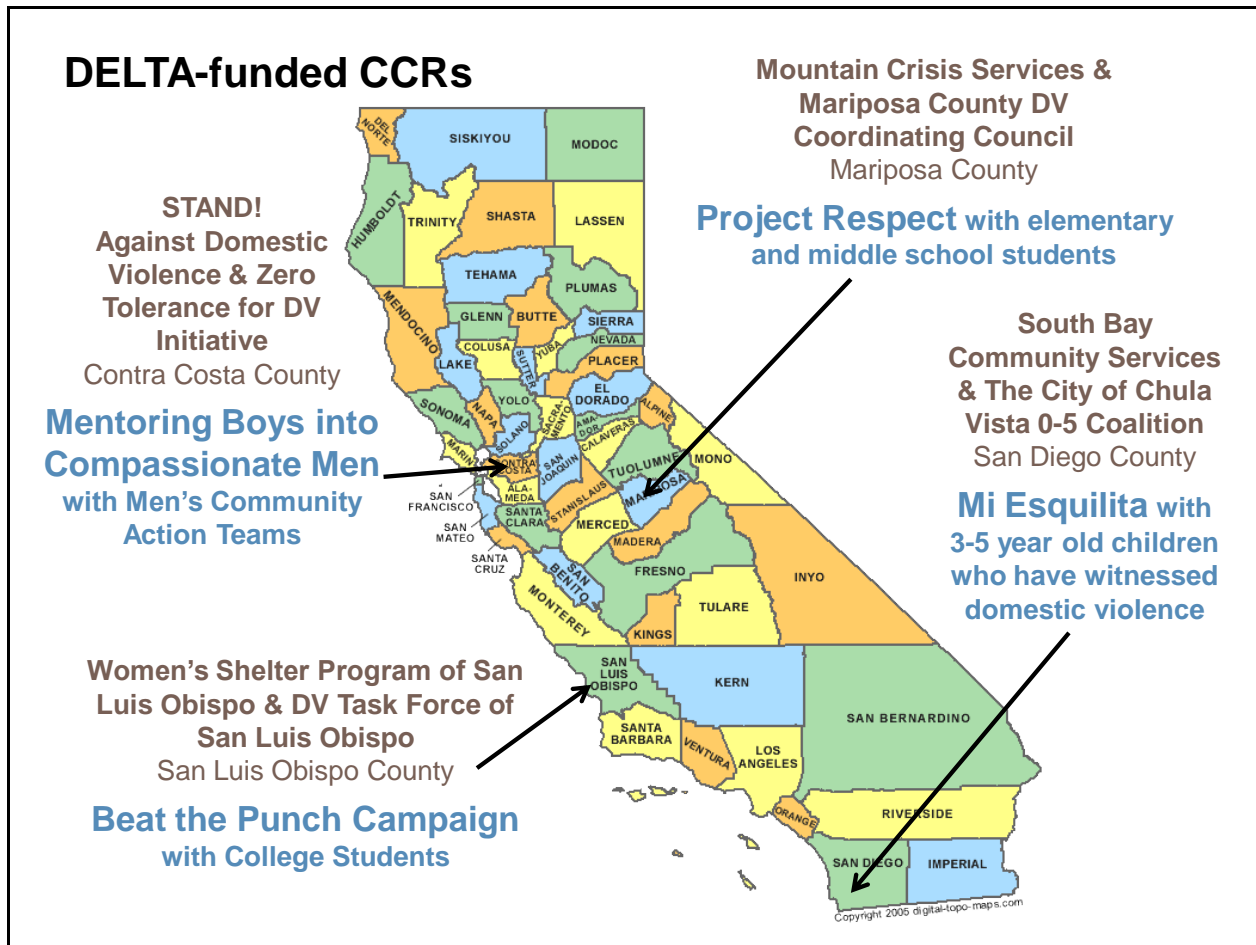 DELTA-funded CCRs
Mountain Crisis Services &
Mariposa County DV
Coordinating Council
Mariposa County
Project Respect with elementary
and middle school students
STAND!
Against Domestic
Violence & Zero
Tolerance for DV
Initiative
Contra Costa County
Mentoring Boys into
Compassionate Men
with Men’s Community
Action Teams
South Bay
Community Services
& The City of Chula
Vista 0-5 Coalition
San Diego County
Mi Esquilita with
3-5 year old children
who have witnessed
domestic violence
Women’s Shelter Program of San
Luis Obispo & DV Task Force of
San Luis Obispo
San Luis Obispo County
Beat the Punch Campaign
with College Students
DEL
NORTE
SISKIYOU
MODOC
HUMBOLDT
TRINITY
SHASTA
LASSEN
TEHAMA
PLUMAS
MENDOCINO
GLENN
BUTTE
SIERRA
NEVADA
COLUSA
YUBA
SUTTER
PLACER
LAKE
EL
DORADO
YOLO
SONOMA
NAPA
SACRA-
MENTO
AMA-
DOR
ALPINE
SOLANO
CALAVERAS
MARIN
CONTRA
COSTA
SAN
JOAQUIN
TUOLUMNE
MONO
ALA-
MEDA
SAN
FRANCISCO
STANISLAUS
MARIPOSA
SANTA
CLARA
SAN
MATEO
MERCED
MADERA
SANTA
CRUZ
SAN
BENITO
FRESNO
INYO
MONTEREY
TULARE
KINGS
SAN
LUIS
OBISPO
KERN
SAN BERNARDINO
SANTA
BARBARA
VENTURA
LOS
ANGELES
ORANGE
RIVERSIDE
SAN DIEGO
IMPERIAL
Copyright 2005 digital-topo-maps.com